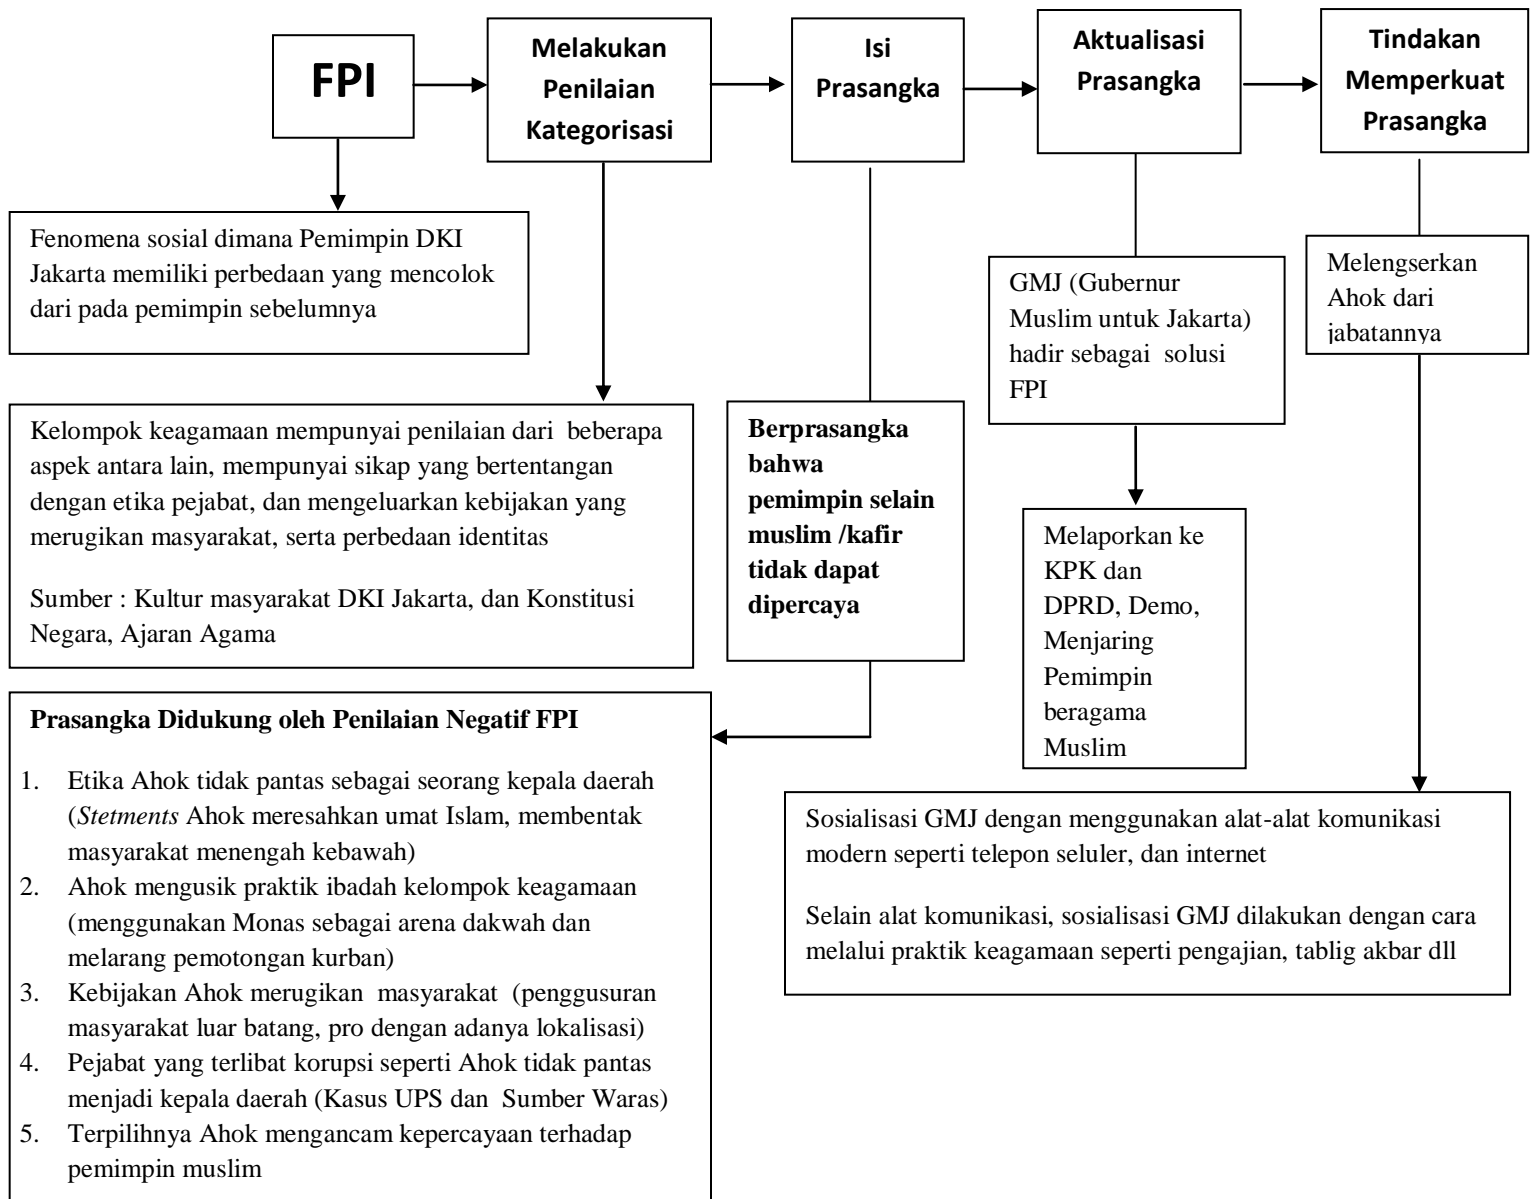 FPI
Melakukan
Penilaian
Kategorisasi
Isi
Prasangka
Aktualisasi
Prasangka
Tindakan
Memperkuat
Prasangka
Fenomena sosial dimana Pemimpin DKI
Jakarta memiliki perbedaan yang mencolok
dari pada pemimpin sebelumnya
Kelompok keagamaan mempunyai penilaian dari beberapa
aspek antara lain, mempunyai sikap yang bertentangan
dengan etika pejabat, dan mengeluarkan kebijakan yang
merugikan masyarakat, serta perbedaan identitas
Sumber : Kultur masyarakat DKI Jakarta, dan Konstitusi
Negara, Ajaran Agama
Berprasangka
bahwa
pemimpin selain
muslim /kafir
tidak dapat
dipercaya
GMJ (Gubernur
Muslim untuk Jakarta)
hadir sebagai solusi
FPI
Melengserkan
Ahok dari
jabatannya
Melaporkan ke
KPK dan
DPRD, Demo,
Menjaring
Pemimpin
beragama
Muslim
Prasangka Didukung oleh Penilaian Negatif FPI
1. Etika Ahok tidak pantas sebagai seorang kepala daerah
(Stetments Ahok meresahkan umat Islam, membentak
masyarakat menengah kebawah)
2. Ahok mengusik praktik ibadah kelompok keagamaan
(menggunakan Monas sebagai arena dakwah dan
melarang pemotongan kurban)
3. Kebijakan Ahok merugikan masyarakat (penggusuran
masyarakat luar batang, pro dengan adanya lokalisasi)
4. Pejabat yang terlibat korupsi seperti Ahok tidak pantas
menjadi kepala daerah (Kasus UPS dan Sumber Waras)
5. Terpilihnya Ahok mengancam kepercayaan terhadap
pemimpin muslim
Sosialisasi GMJ dengan menggunakan alat-alat komunikasi
modern seperti telepon seluler, dan internet
Selain alat komunikasi, sosialisasi GMJ dilakukan dengan cara
melalui praktik keagamaan seperti pengajian, tablig akbar dll